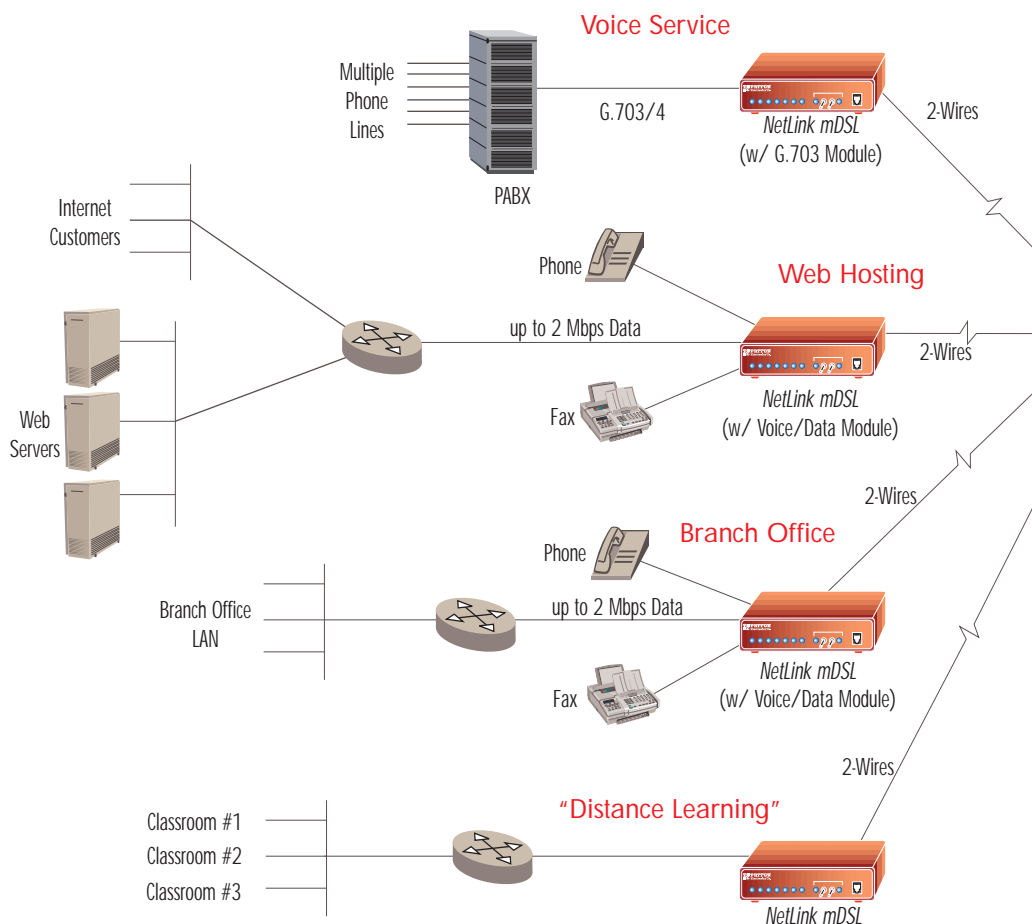 Voice Service
Multiple
Phone
Lines
G.703/4
2-Wires
NetLink mDSL
(w/ G.703 Module)
PABX
Internet
Customers
Phone
Web Hosting
up to 2 Mbps Data
2-Wires
Fax
NetLink mDSL
(w/ Voice/Data Module)
Web
Servers
2-Wires
Branch Office
Phone
Branch Office
LAN
up to 2 Mbps Data
Fax
NetLink mDSL
(w/ Voice/Data Module)
2-Wires
“Distance Learning”
Classroom #1
Classroom #2
Classroom #3
NetLink mDSL